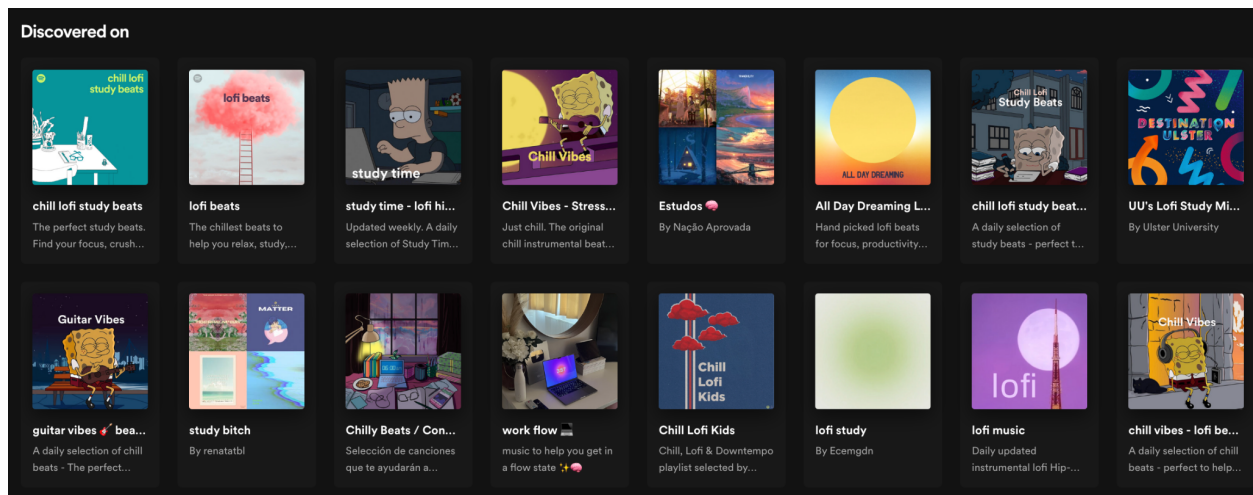 Discovered on
chill lofi
study beats
lofi beats
study time
Chill Vibes
ALL DAY DREAMING
Chill Lofi
Study Beats
DESTINATION
ULSTER
chill lofi study beats
lofi beats
study time - lofi hi...
Chill Vibes - Stress...
Estudos 🧠
All Day Dreaming L...
chill lofi study beat...
UU's Lofi Study Mi...
The perfect study beats.
Find your focus, crush...
The chillest beats to
help you relax, study,...
Updated weekly. A daily
selection of Study Tim...
Just chill. The original
chill instrumental beat...
By Nação Aprovada
Hand picked lofi beats
for focus, productivity...
A daily selection of
study beats - perfect t...
By Ulster University
Guitar Vibes
MATTER
Chill
Lofi
Kids
lofi
Chill Vibes
guitar vibes 🎸 bea...
study bitch
Chilly Beats / Con...
work flow 💻
Chill Lofi Kids
lofi study
lofi music
chill vibes - lofi be...
A daily selection of chill
beats - The perfect...
By renatatbl
Selección de canciones
que te ayudarán a...
music to help you get in
a flow state ✨🧠
Chill, Lofi & Downtempo
playlist selected by...
By Ecemgdn
Daily updated
instrumental lofi Hip-...
A daily selection of chill
beats - perfect to help...